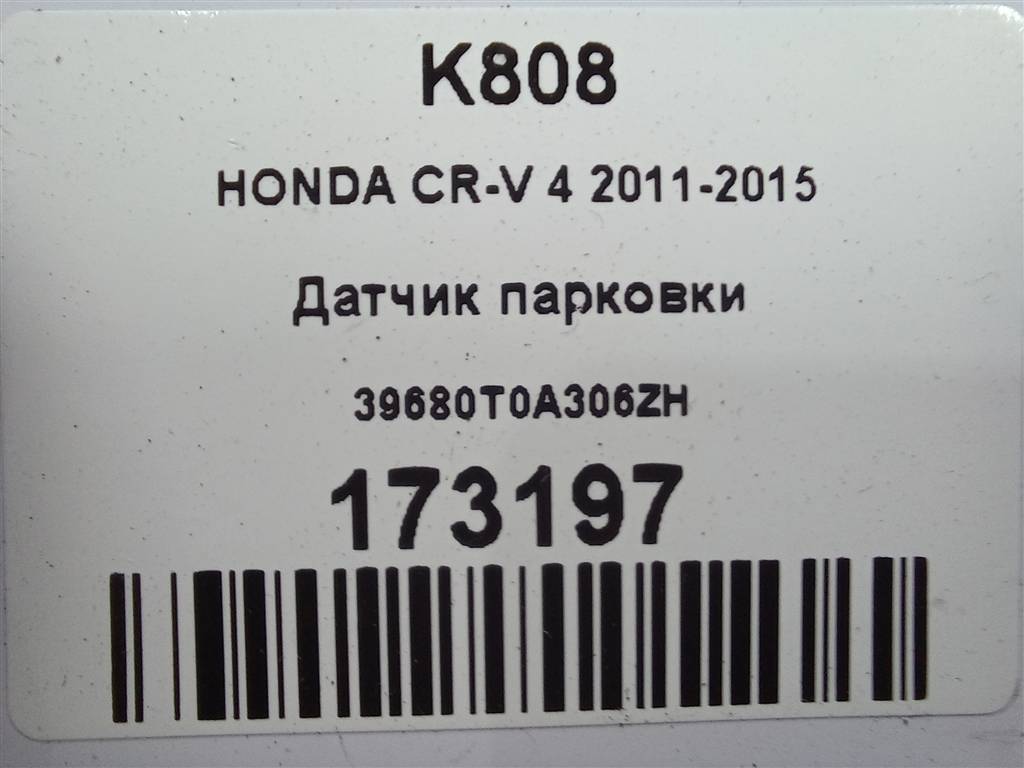 K808
HONDA CR-V 4 2011-2015
Датчик парковки
39680T0A306ZH
173197